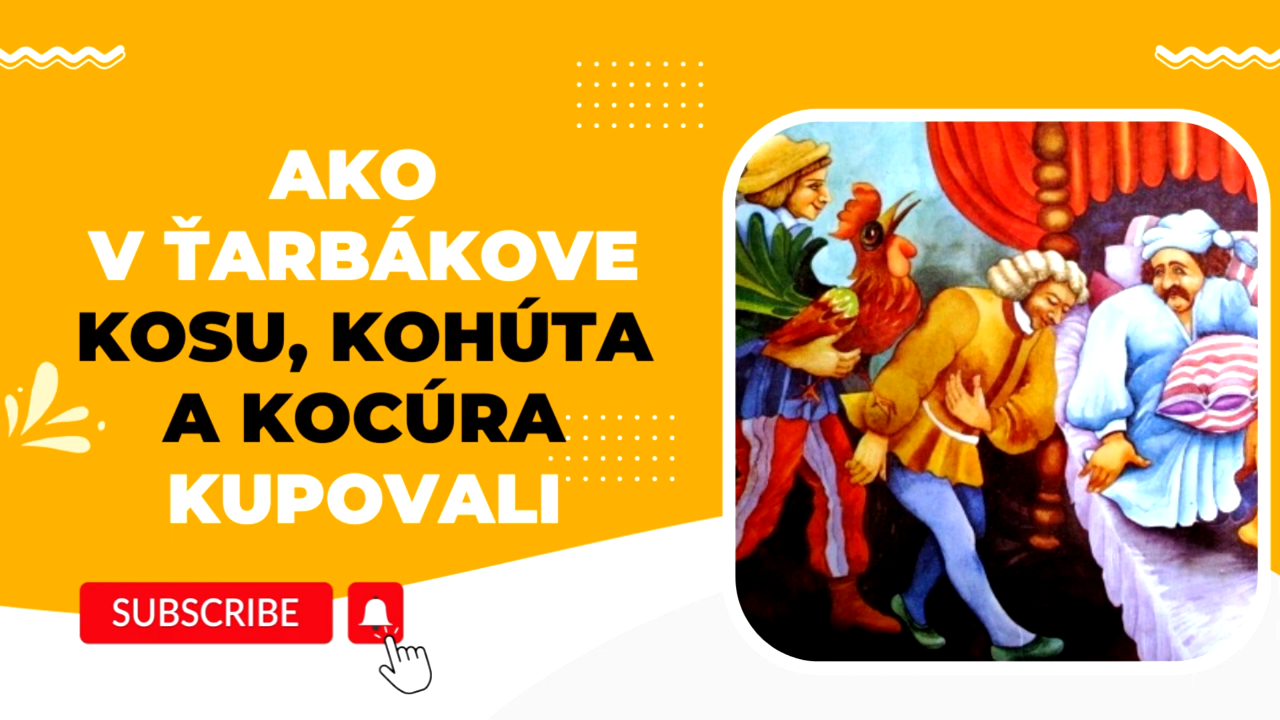 AKO
V ŤARBÁKOVE
KOSU, KOHÚTA
A KOCÚRA
KUPOVALI
SUBSCRIBE